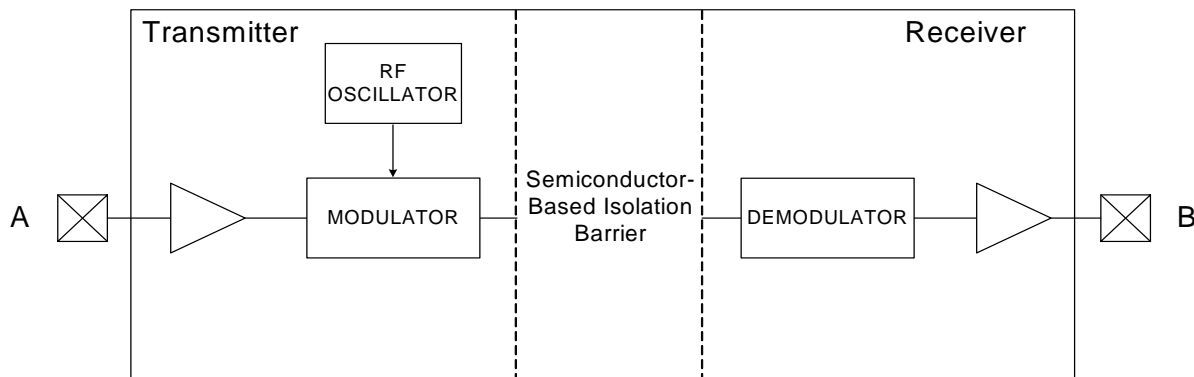 Transmitter
Receiver
RF
OSCILLATOR
A
MODULATOR
Semiconductor-
Based Isolation
Barrier
DEMODULATOR
B